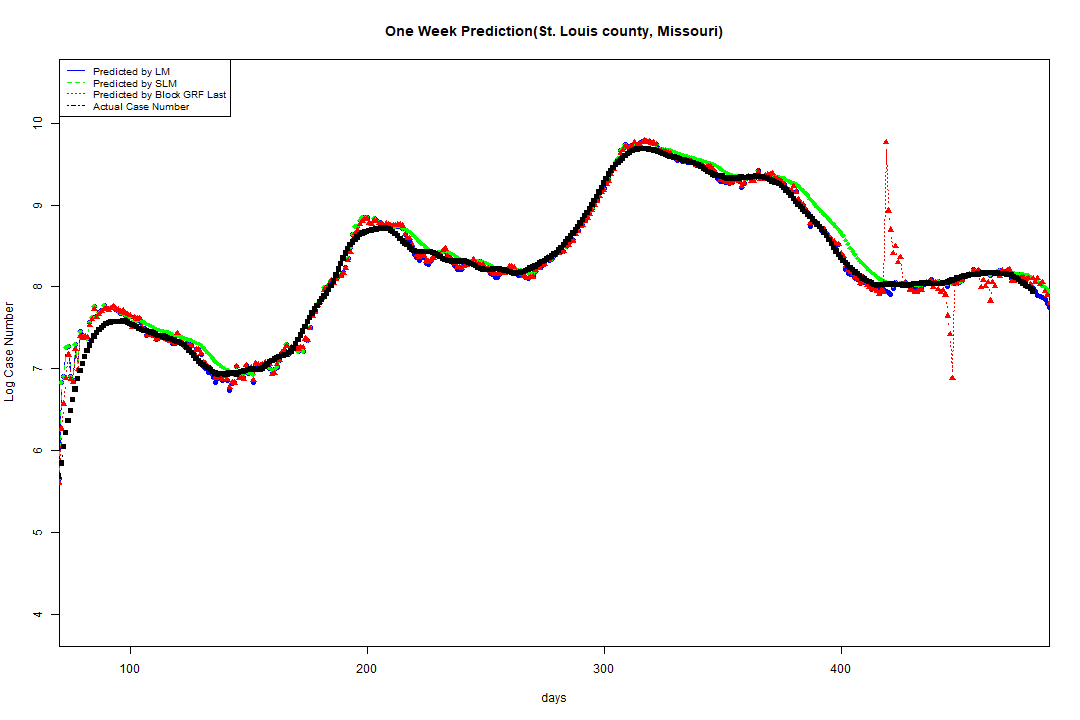 One Week Prediction(St. Louis county, Missouri)
Predicted by LM
Predicted by SLM
Predicted by Block GRF Last
Actual Case Number
10
9
8
7
6
5
4
Log Case Number
100 200 300 400
days